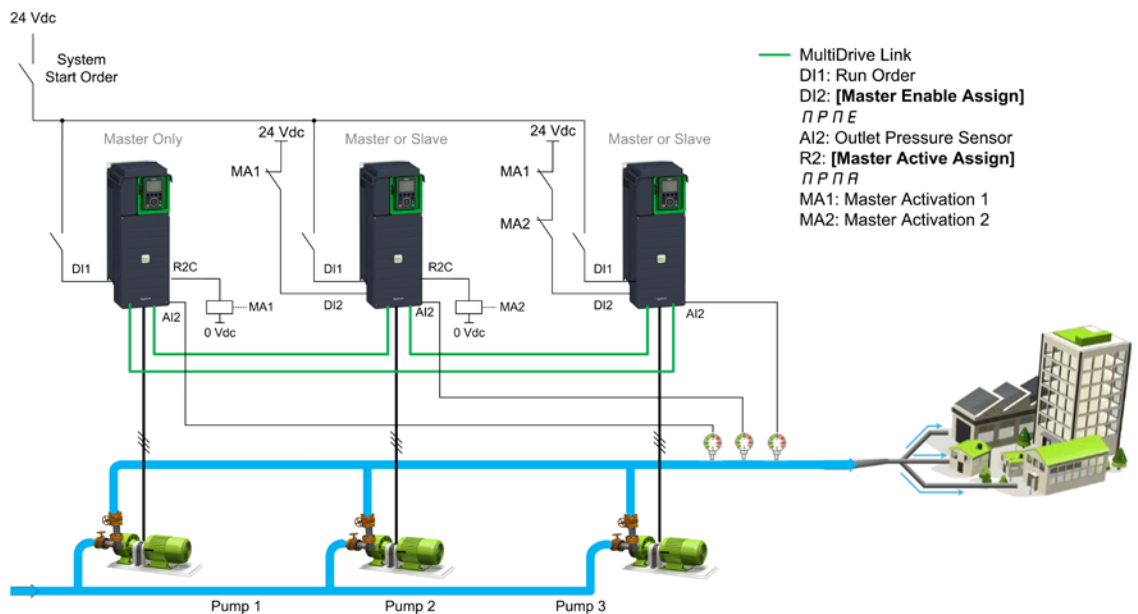 24 Vdc
System
Start Order
MultiDrive Link
DI1: Run Order
DI2: [Master Enable Assign]
П Р П Е
AI2: Outlet Pressure Sensor
R2: [Master Active Assign]
П Р П Я
MA1: Master Activation 1
MA2: Master Activation 2
Master Only
24 Vdc
Master or Slave
24 Vdc
Master or Slave
MA1
MA1
MA2
DI1
R2C
DI1
R2C
DI1
DI2
DI2
MA1
MA2
AI2
AI2
AI2
0 Vdc
0 Vdc
Pump 1
Pump 2
Pump 3